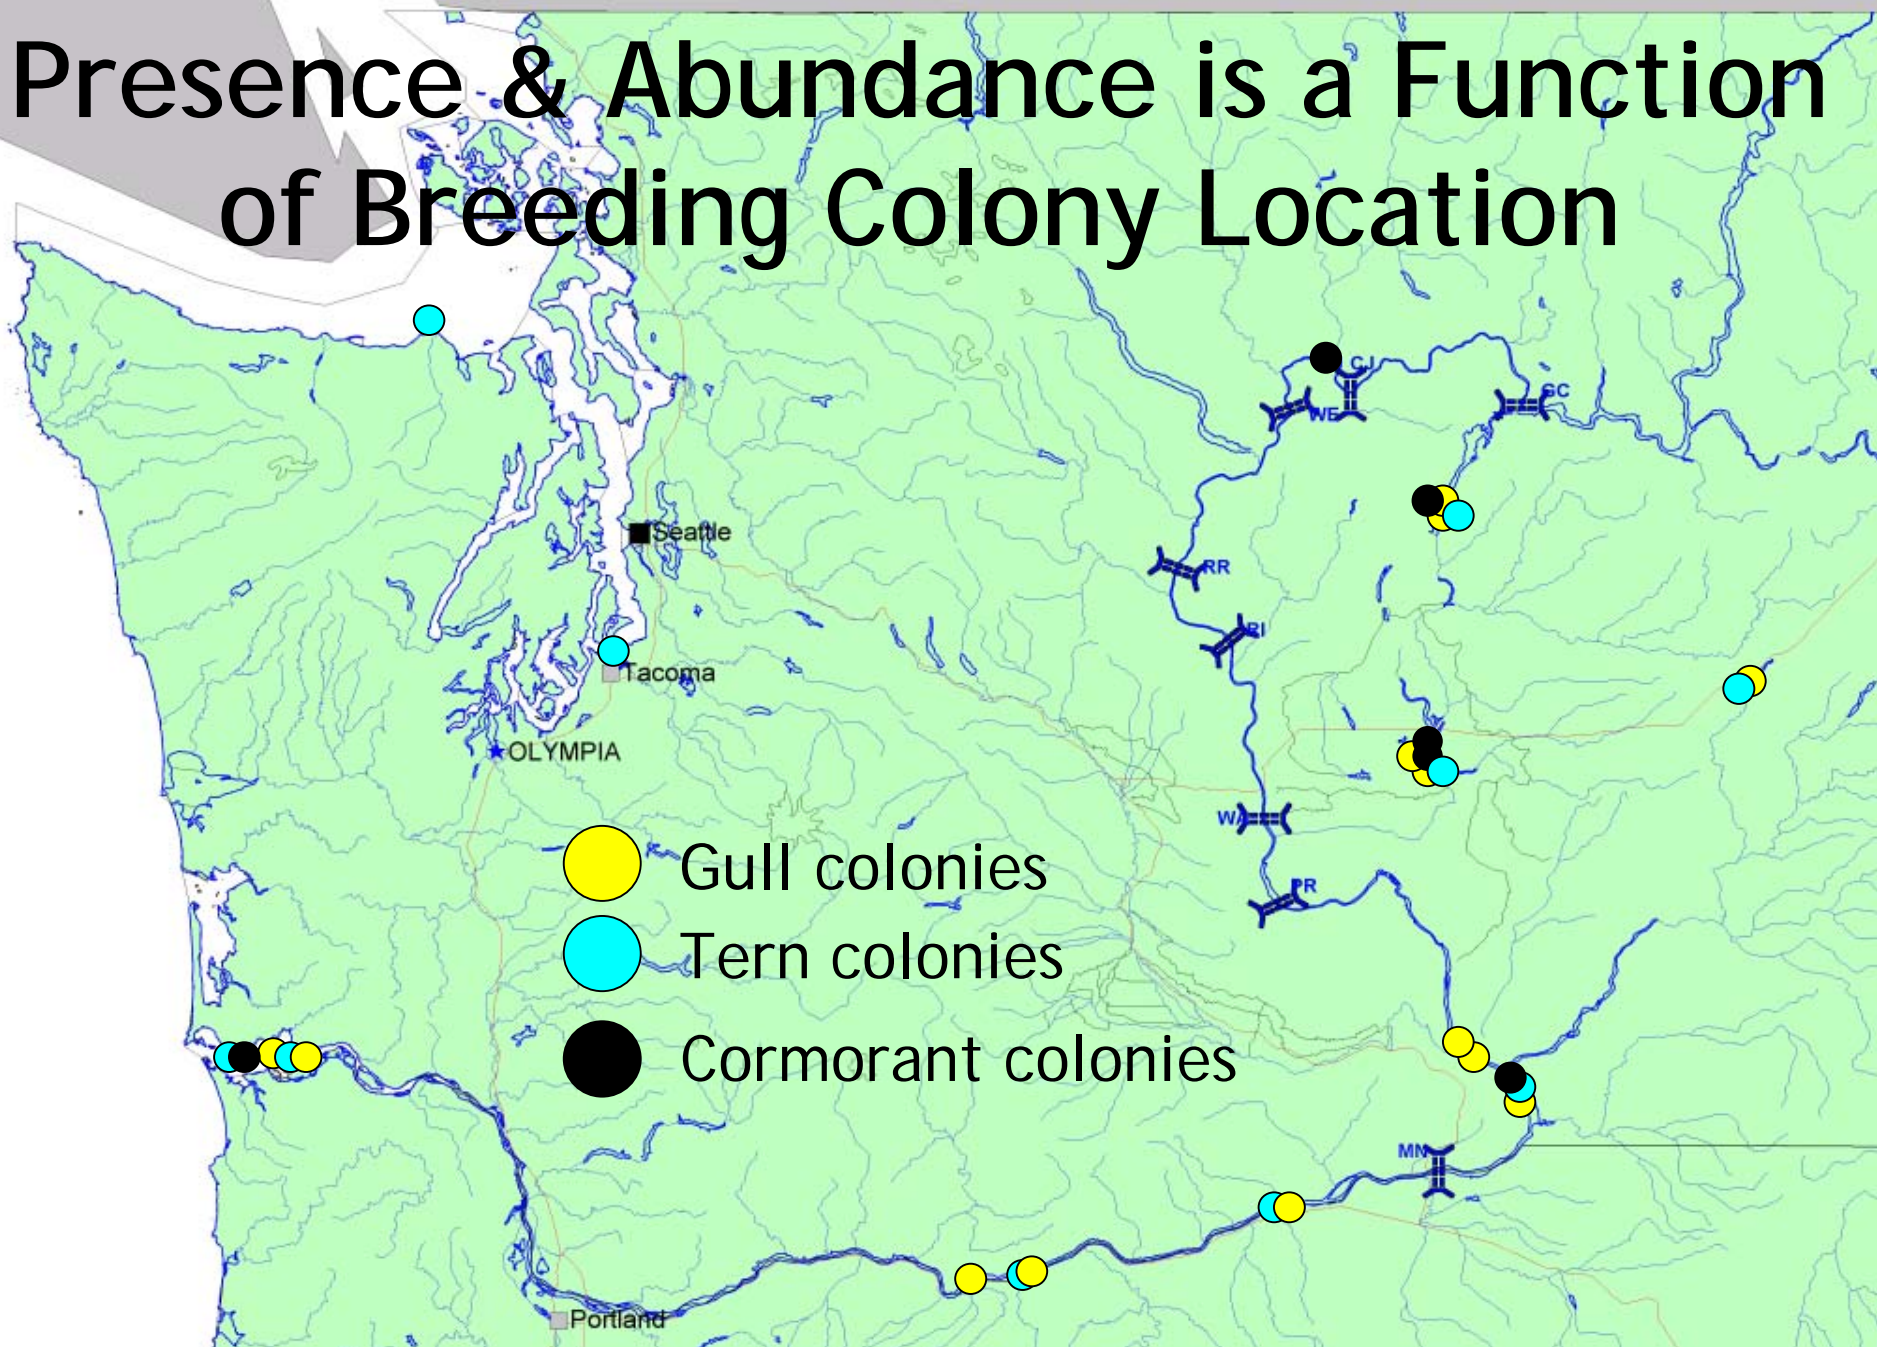 Presence & Abundance is a Function
of Breeding Colony Location
CJ
GC
WE
Seattle
RR
RI
Tacoma
OLYMPIA
WA
Gull colonies
PR
Tern colonies
Cormorant colonies
MN
Portland